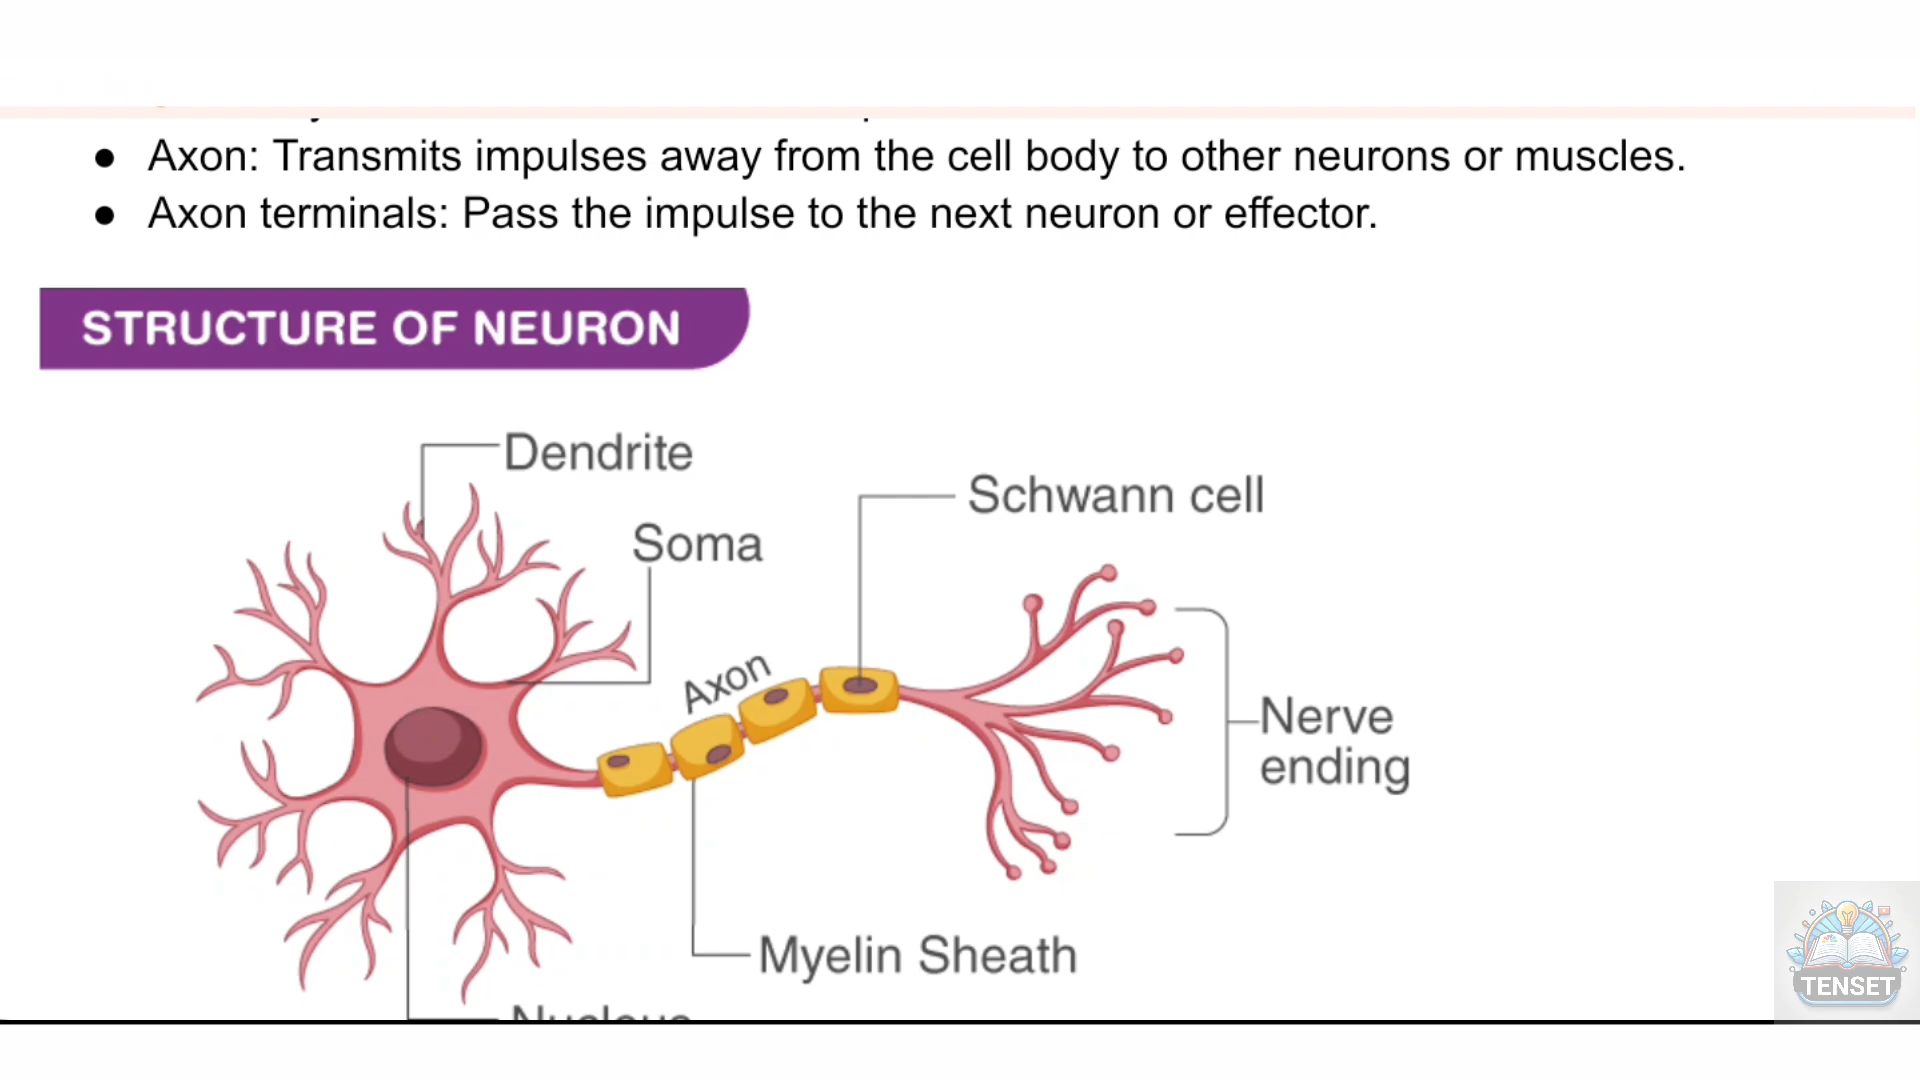 ● Axon: Transmits impulses away from the cell body to other neurons or muscles.
● Axon terminals: Pass the impulse to the next neuron or effector.
STRUCTURE OF NEURON
Dendrite
Schwann cell
Soma
Axon
Nerve
ending
Myelin Sheath
Nucleus
TENSET